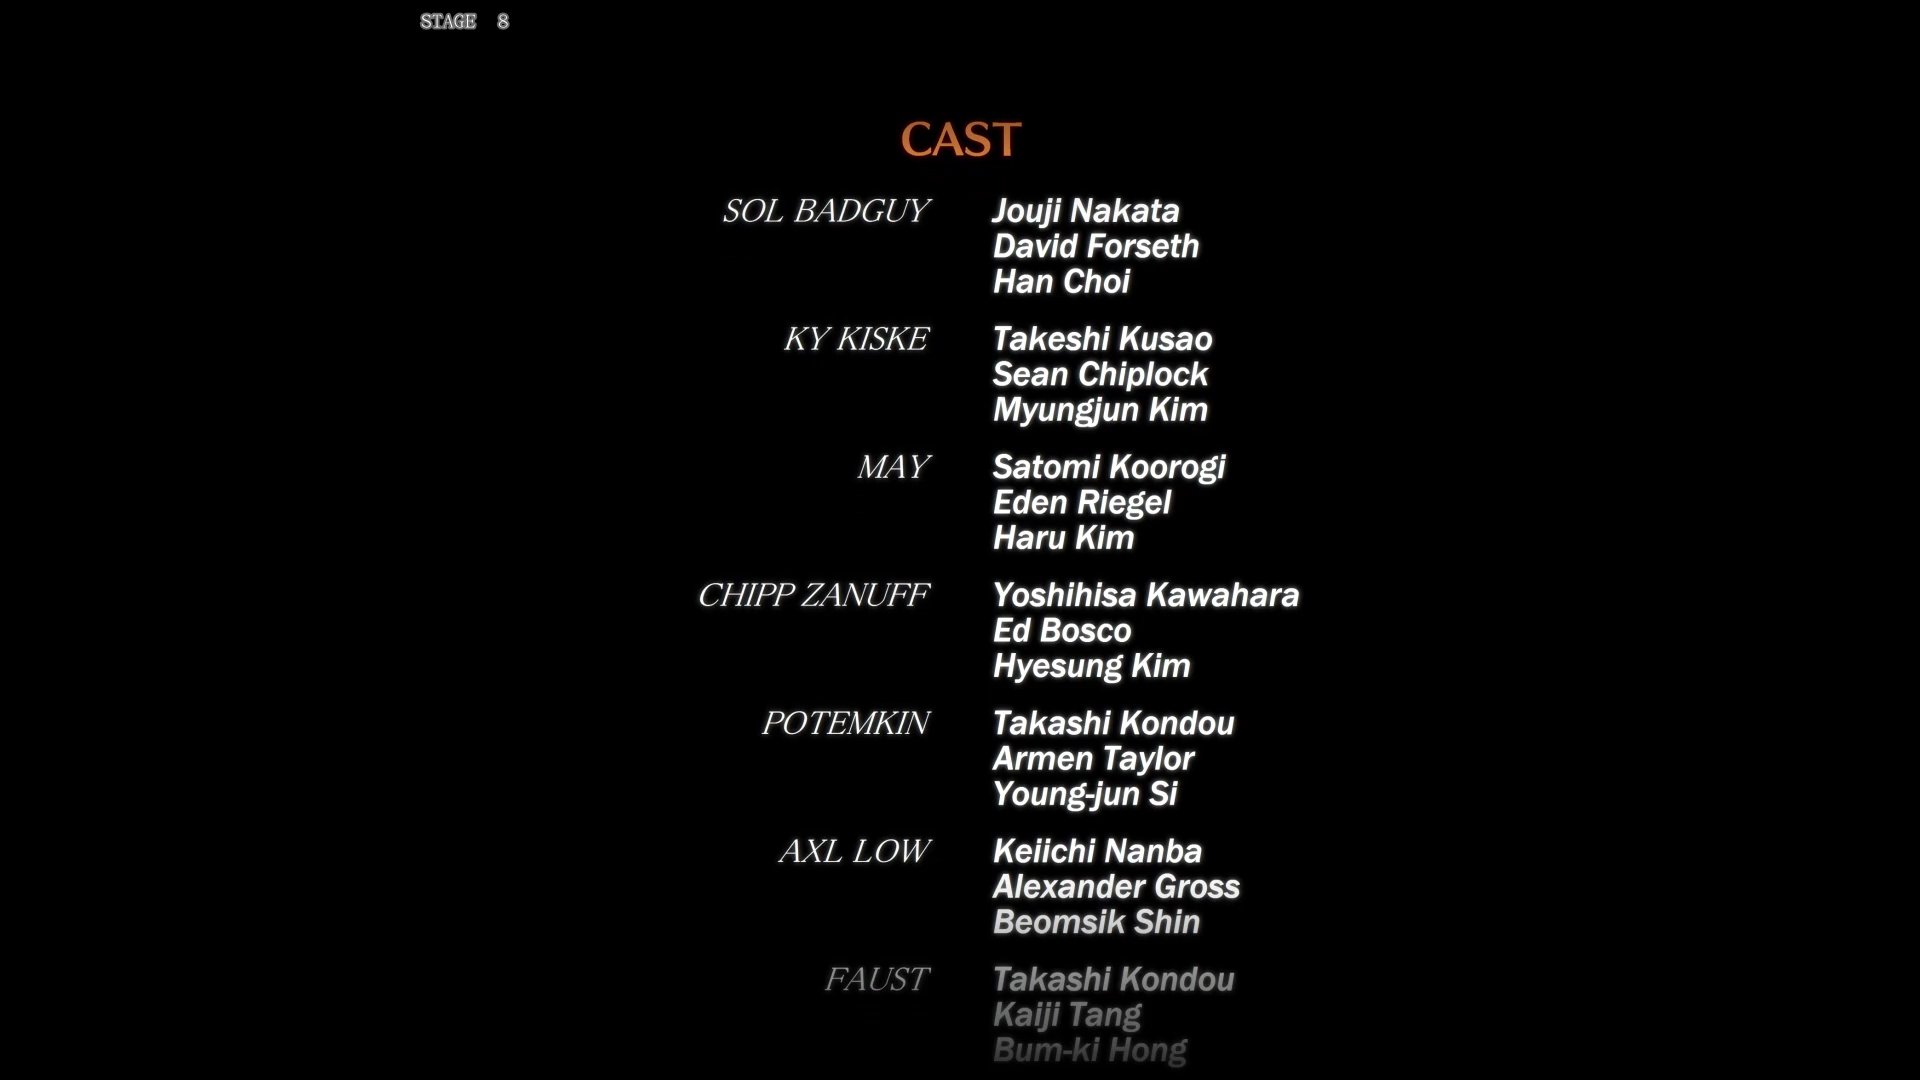 STAGE 8
CAST
SOL BADGUY Jouji Nakata
David Forseth
Han Choi
KY KISKE Takeshi Kusao
Sean Chiplock
Myungjun Kim
MAY Satomi Koorogi
Eden Riegel
Haru Kim
CHIPP ZANUFF Yoshihisa Kawahara
Ed Bosco
Hyesung Kim
POTEMKIN Takashi Kondou
Armen Taylor
Young-jun Si
AXL LOW Keiichi Nanba
Alexander Gross
Beomsik Shin
FAUST Takashi Kondou
Kaiji Tang
Bum-ki Hong